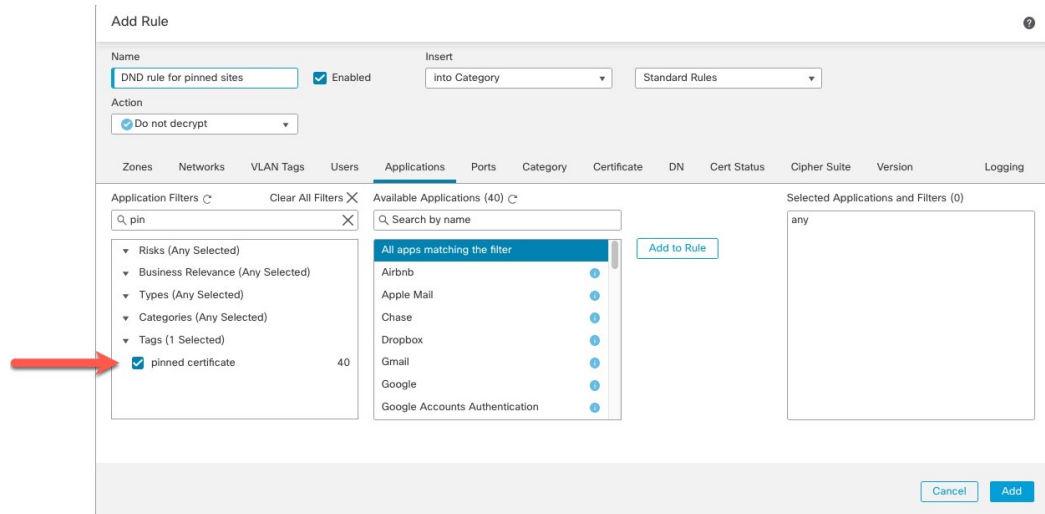 Add Rule
Name
Insert
DND rule for pinned sites
Enabled
into Category
Standard Rules
Action
Do not decrypt
Zones Networks VLAN Tags Users Applications Ports Category Certificate DN Cert Status Cipher Suite Version Logging
Application Filters
Clear All Filters
Available Applications (40)
Selected Applications and Filters (0)
pin
Search by name
any
Risks (Any Selected)
Business Relevance (Any Selected)
Types (Any Selected)
Categories (Any Selected)
Tags (1 Selected)
pinned certificate 40
All apps matching the filter
Airbnb
Apple Mail
Chase
Dropbox
Gmail
Google
Google Accounts Authentication
Add to Rule
Cancel
Add